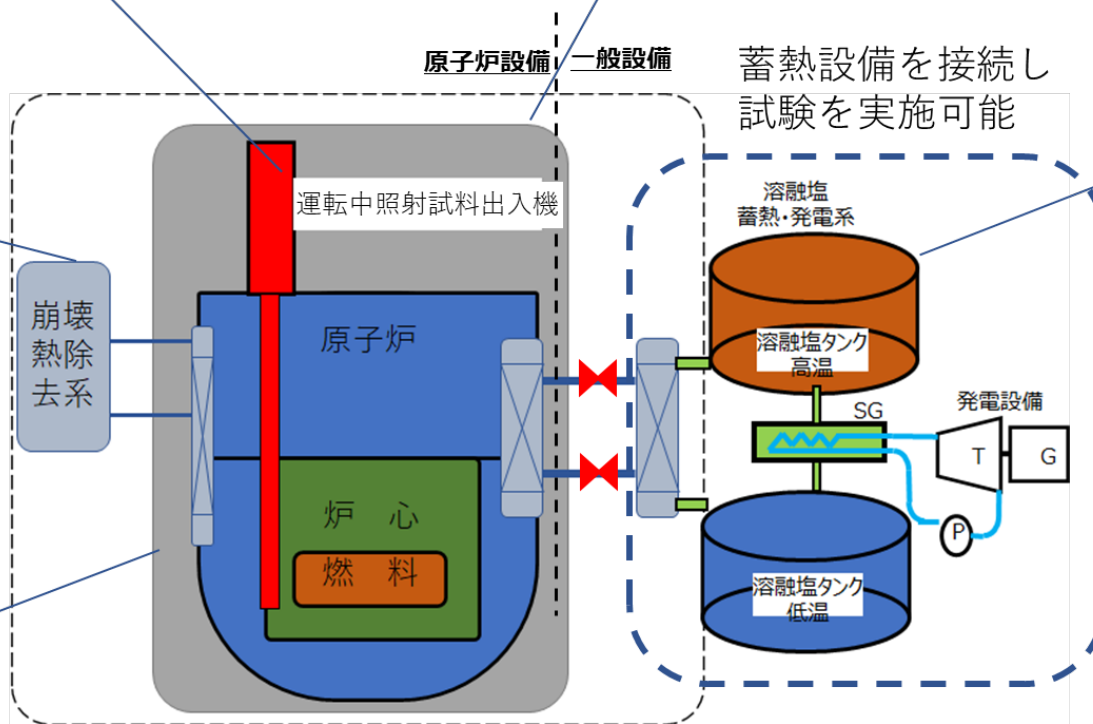 原子炉設備 一般設備
蓄熱設備を接続し
試験を実施可能
運転中照射試料出入機
溶融塩
蓄熱・発電系
崩壊
熱除
去系
原子炉
溶融塩タンク
高温
SG
発電設備
T
G
炉 心
燃 料
P
溶融塩タンク
低温